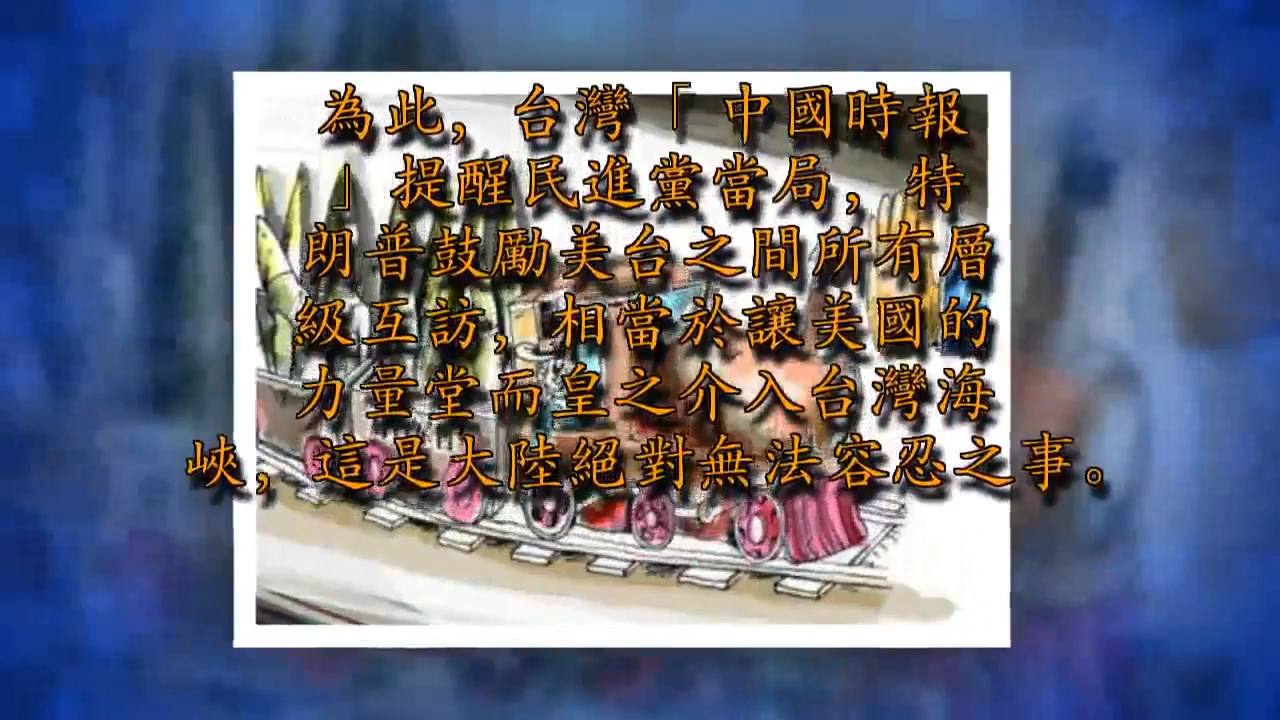 為此，台灣「中國時報
」提醒民進黨當局，特
朗普鼓勵美台之間所有層
級互訪，相當於讓美國的
力量堂而皇之介入台灣海
峽，這是大陸絕對無法容忍之事。